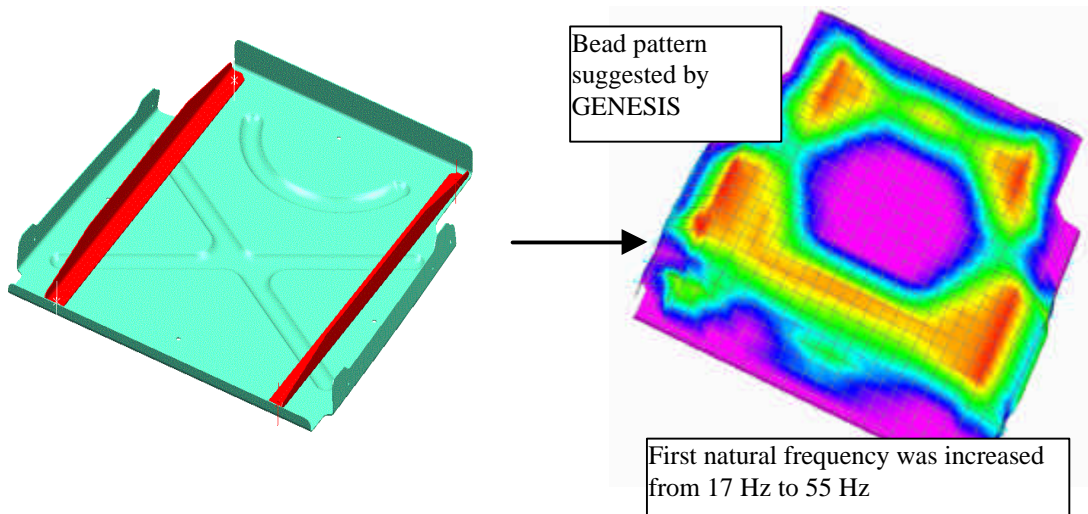 Bead pattern
suggested by
GENESIS
First natural frequency was increased
from 17 Hz to 55 Hz